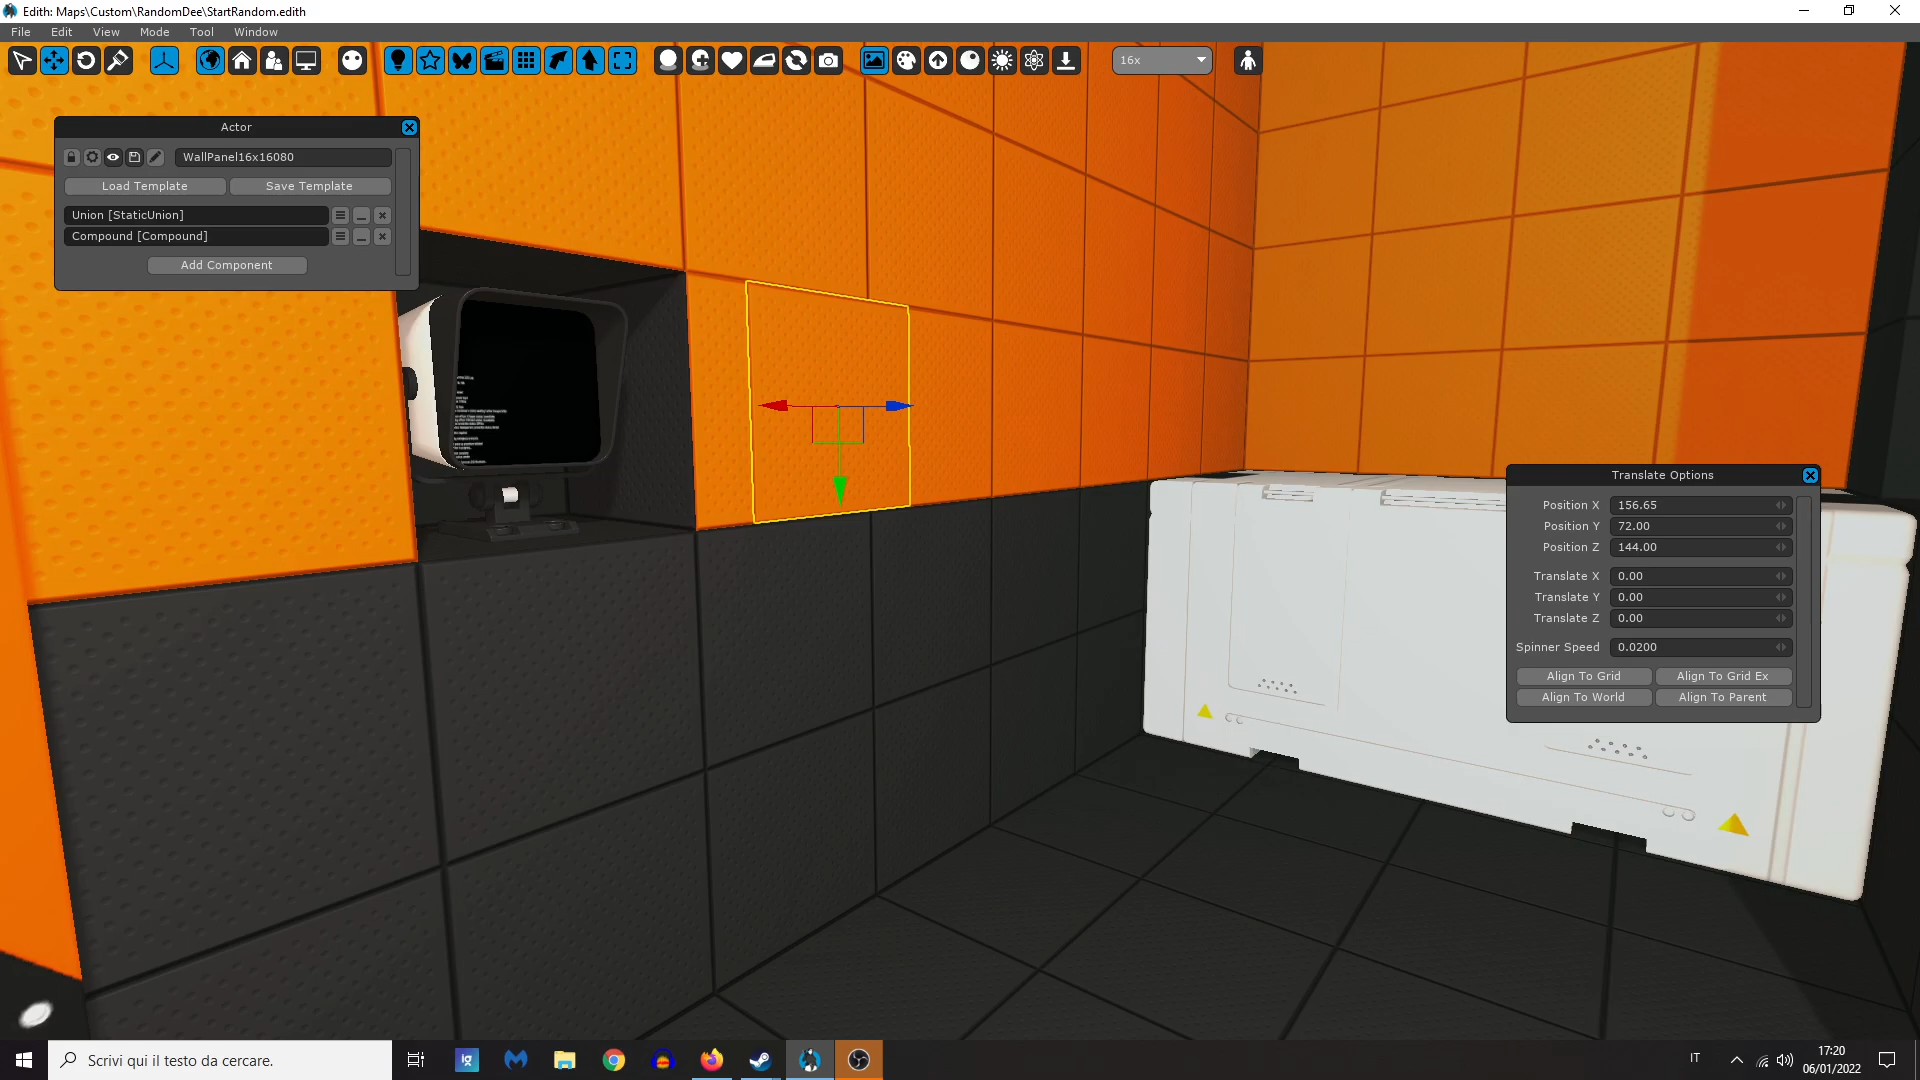 Edith: Maps\Custom\RandomDee\StartRandom.edith
File Edit View Mode Tool Window
16x
Actor
WallPanel16x16080
Load Template Save Template
Union [StaticUnion]
Compound [Compound]
Add Component
Translate Options
Position X 156.65
Position Y 72.00
Position Z 144.00
Translate X 0.00
Translate Y 0.00
Translate Z 0.00
Spinner Speed 0.0200
Align To Grid Align To Grid Ex
Align To World Align To Parent
Scrivi qui il testo da cercare.
IT
17:20
06/01/2022